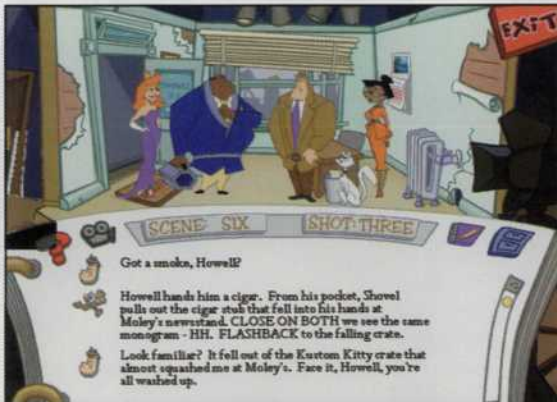 EXIT
SCENE: SIX
SHOT: THREE
Got a smoke, Howell?
Howell hands him a cigar. From his pocket, Shovel
pulls out the cigar stub that fell into his hands at
Moley's newsstand. CLOSE ON BOTH we see the same
monogram - HH. FLASHBACK to the falling crate.
Look familiar? It fell out of the Kustom Kitty crate that
almost squashed me at Moley's. Face it, Howell, you're
all washed up.